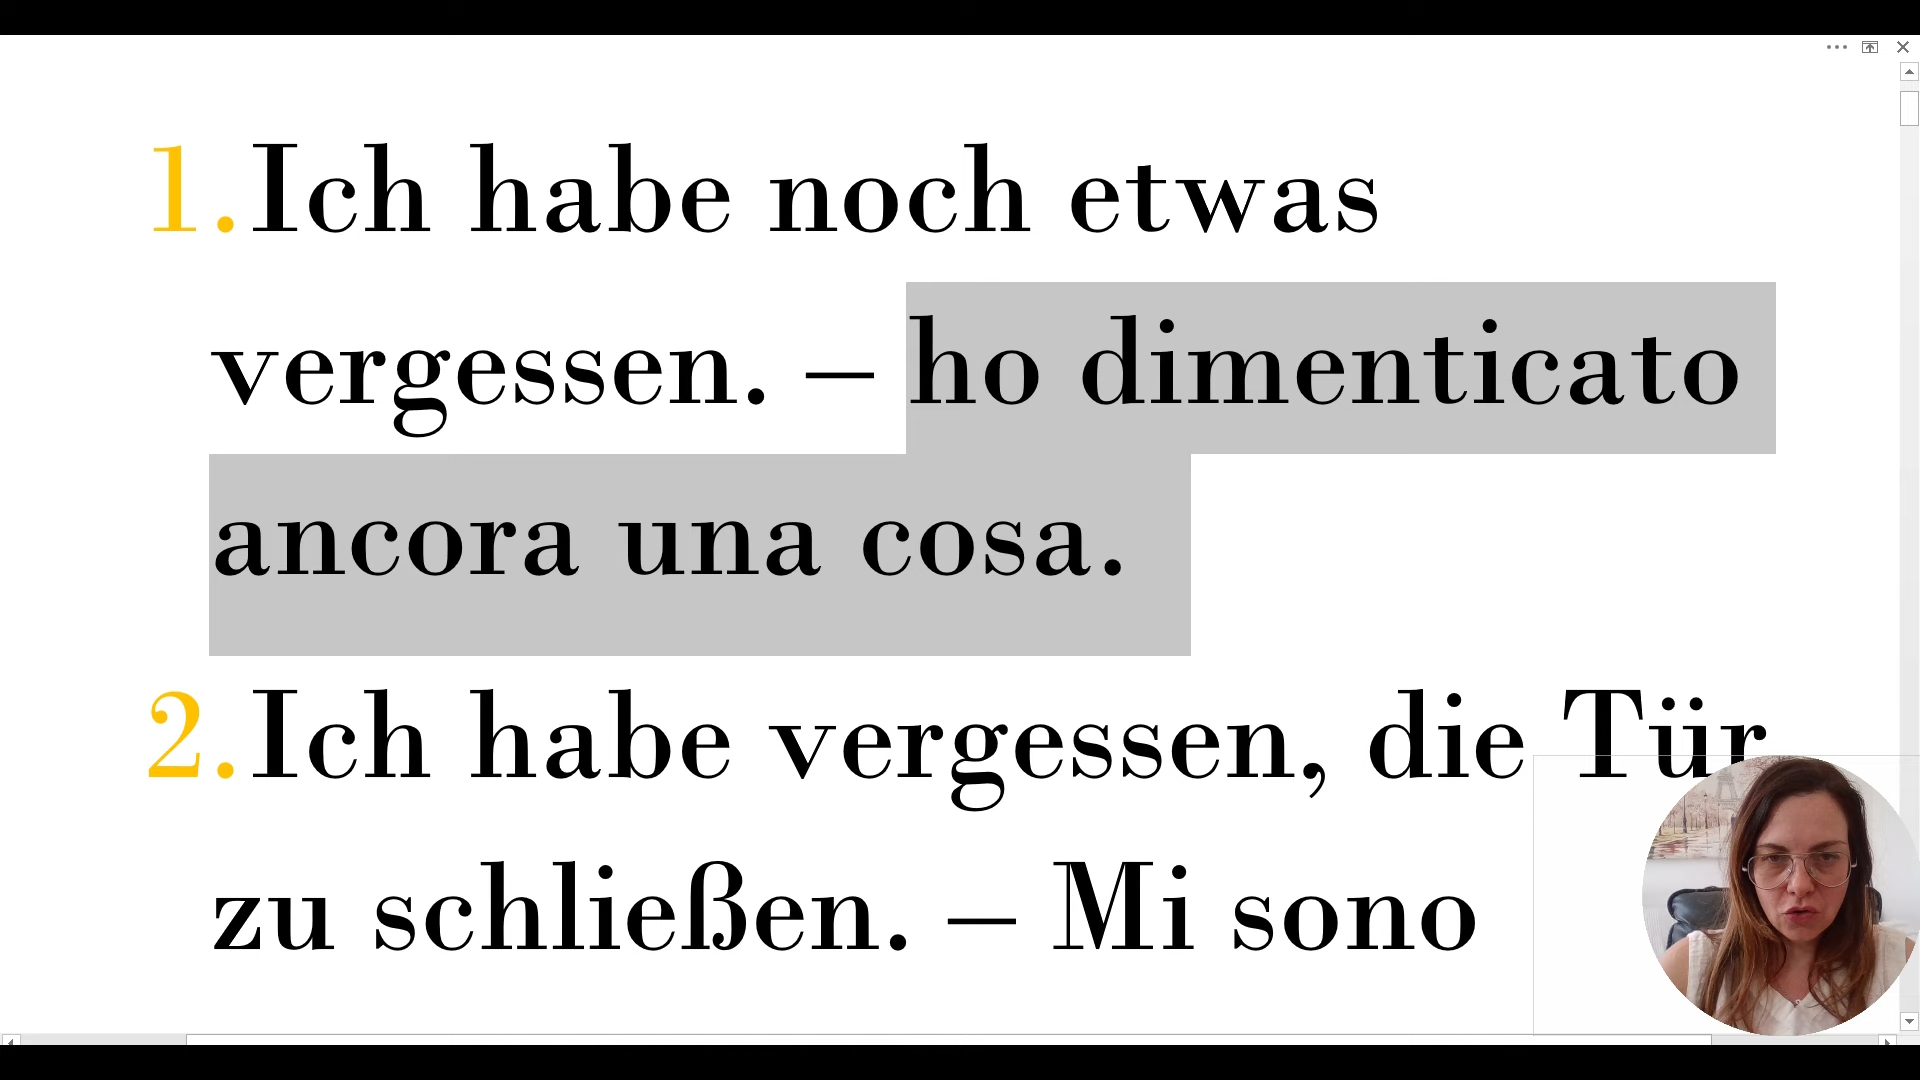 1.Ich habe noch etwas
vergessen. – ho dimenticato
ancora una cosa.
2.Ich habe vergessen, die Tür
zu schließen. – Mi sono